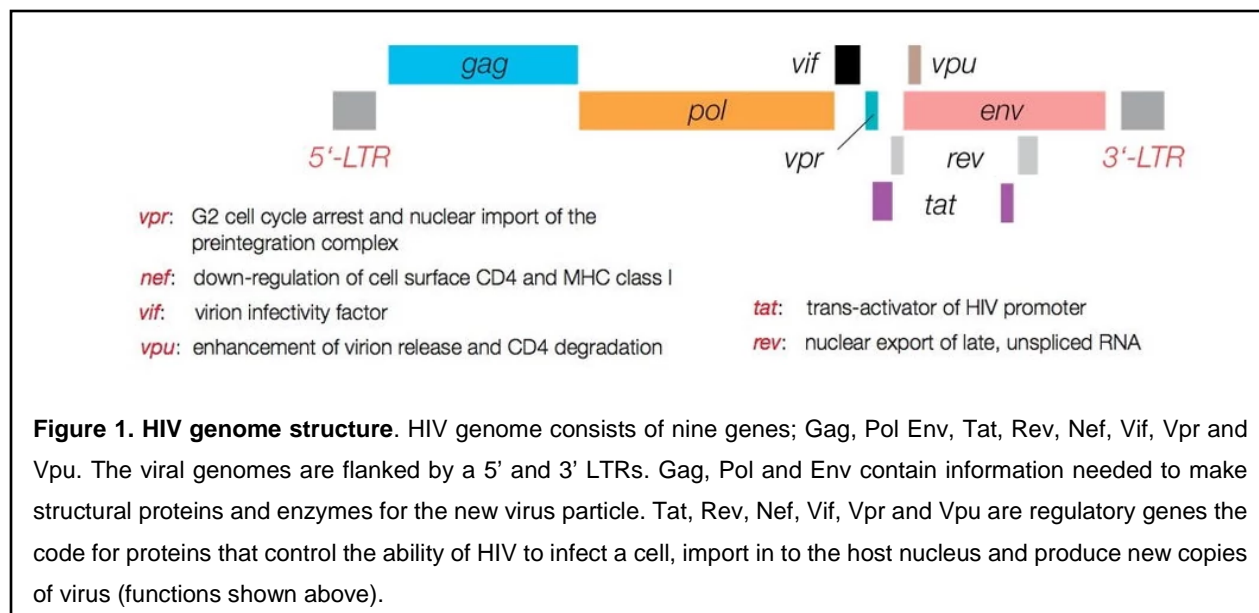 gag
vif
vpu
pol
env
5'-LTR
vpr
rev
3'-LTR
tat
vpr: G2 cell cycle arrest and nuclear import of the
preintegration complex
nef: down-regulation of cell surface CD4 and MHC class I
vif: virion infectivity factor
vpu: enhancement of virion release and CD4 degradation
tat: trans-activator of HIV promoter
rev: nuclear export of late, unspliced RNA
Figure 1. HIV genome structure. HIV genome consists of nine genes; Gag, Pol Env, Tat, Rev, Nef, Vif, Vpr and
Vpu. The viral genomes are flanked by a 5’ and 3’ LTRs. Gag, Pol and Env contain information needed to make
structural proteins and enzymes for the new virus particle. Tat, Rev, Nef, Vif, Vpr and Vpu are regulatory genes the
code for proteins that control the ability of HIV to infect a cell, import in to the host nucleus and produce new copies
of virus (functions shown above).